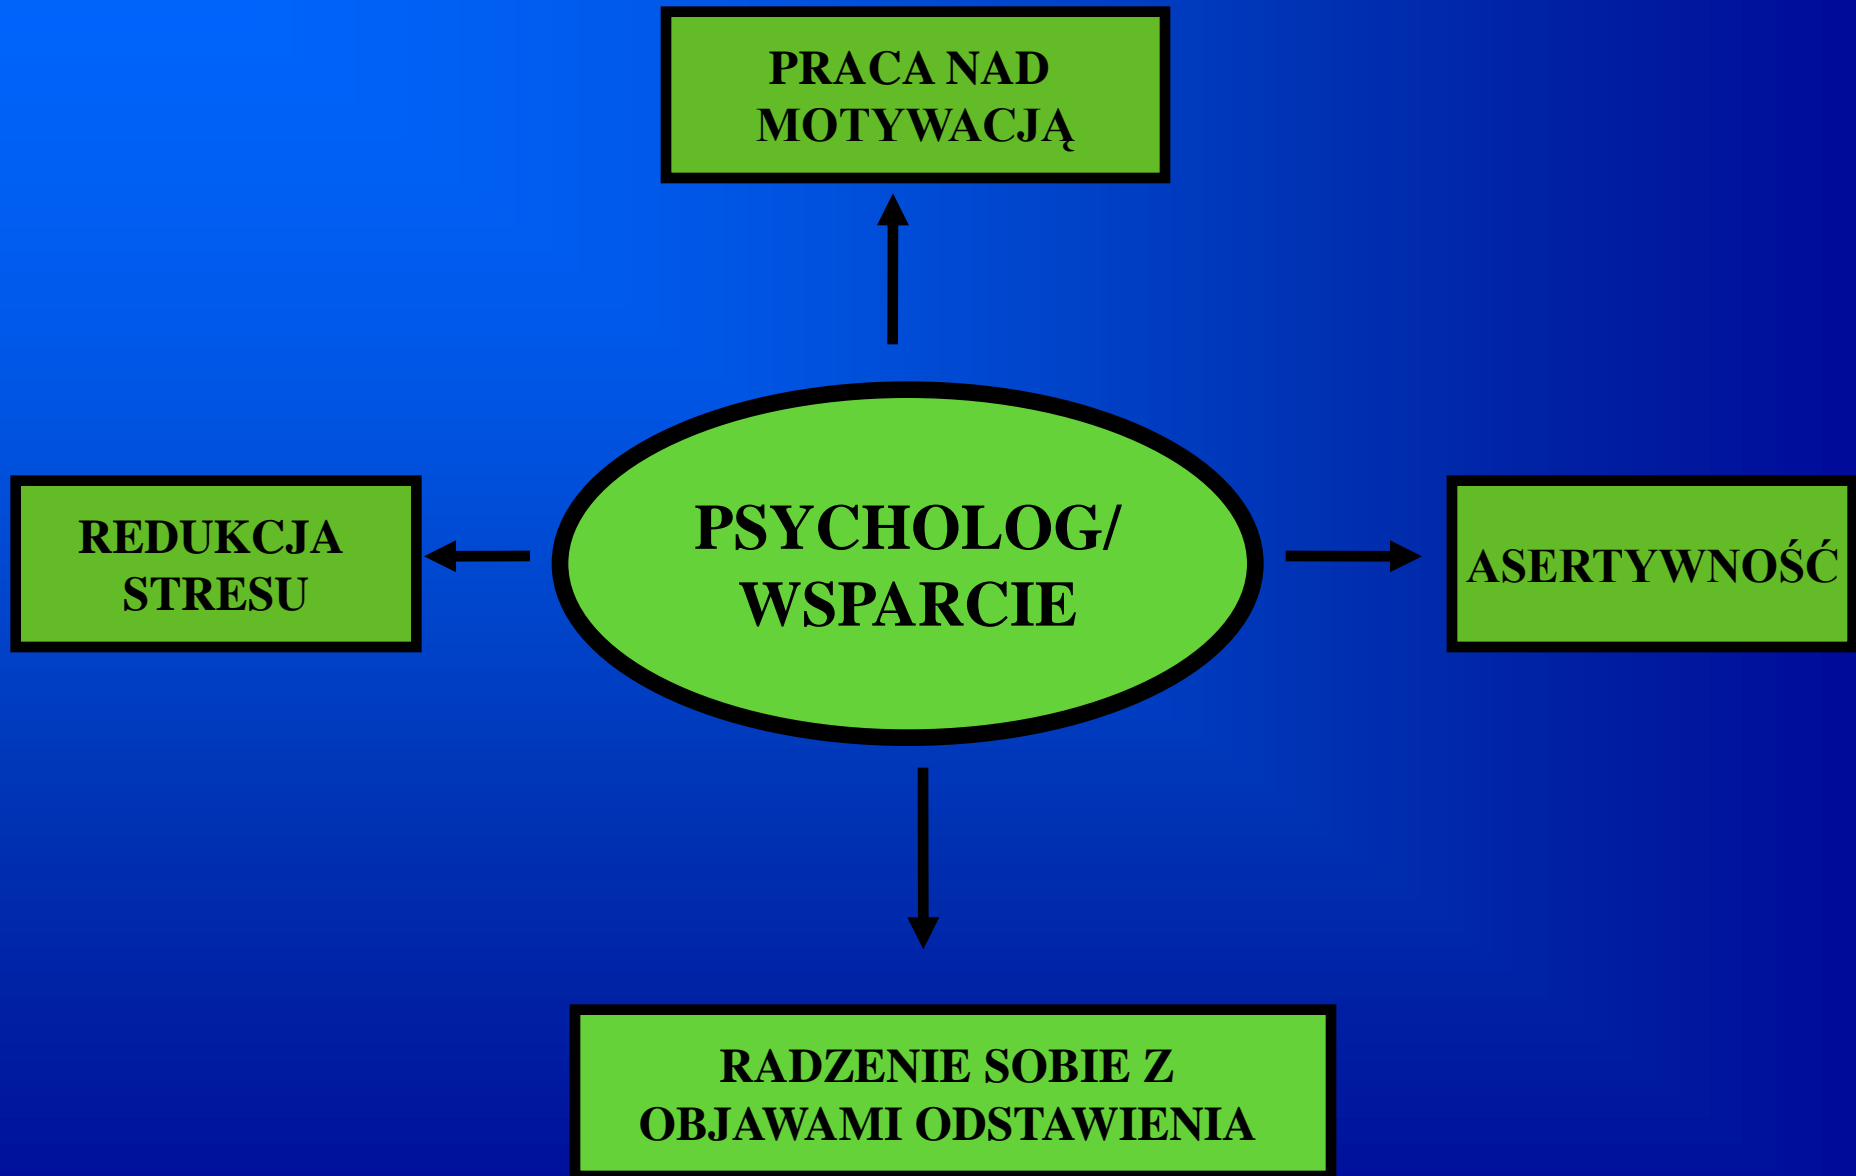 PRACA NAD
MOTYWACJĄ
REDUKCJA
STRESU
PSYCHOLOG/
WSPARCIE
ASERTYWNOŚĆ
RADZENIE SOBIE Z
OBJAWAMI ODSTAWIENIA